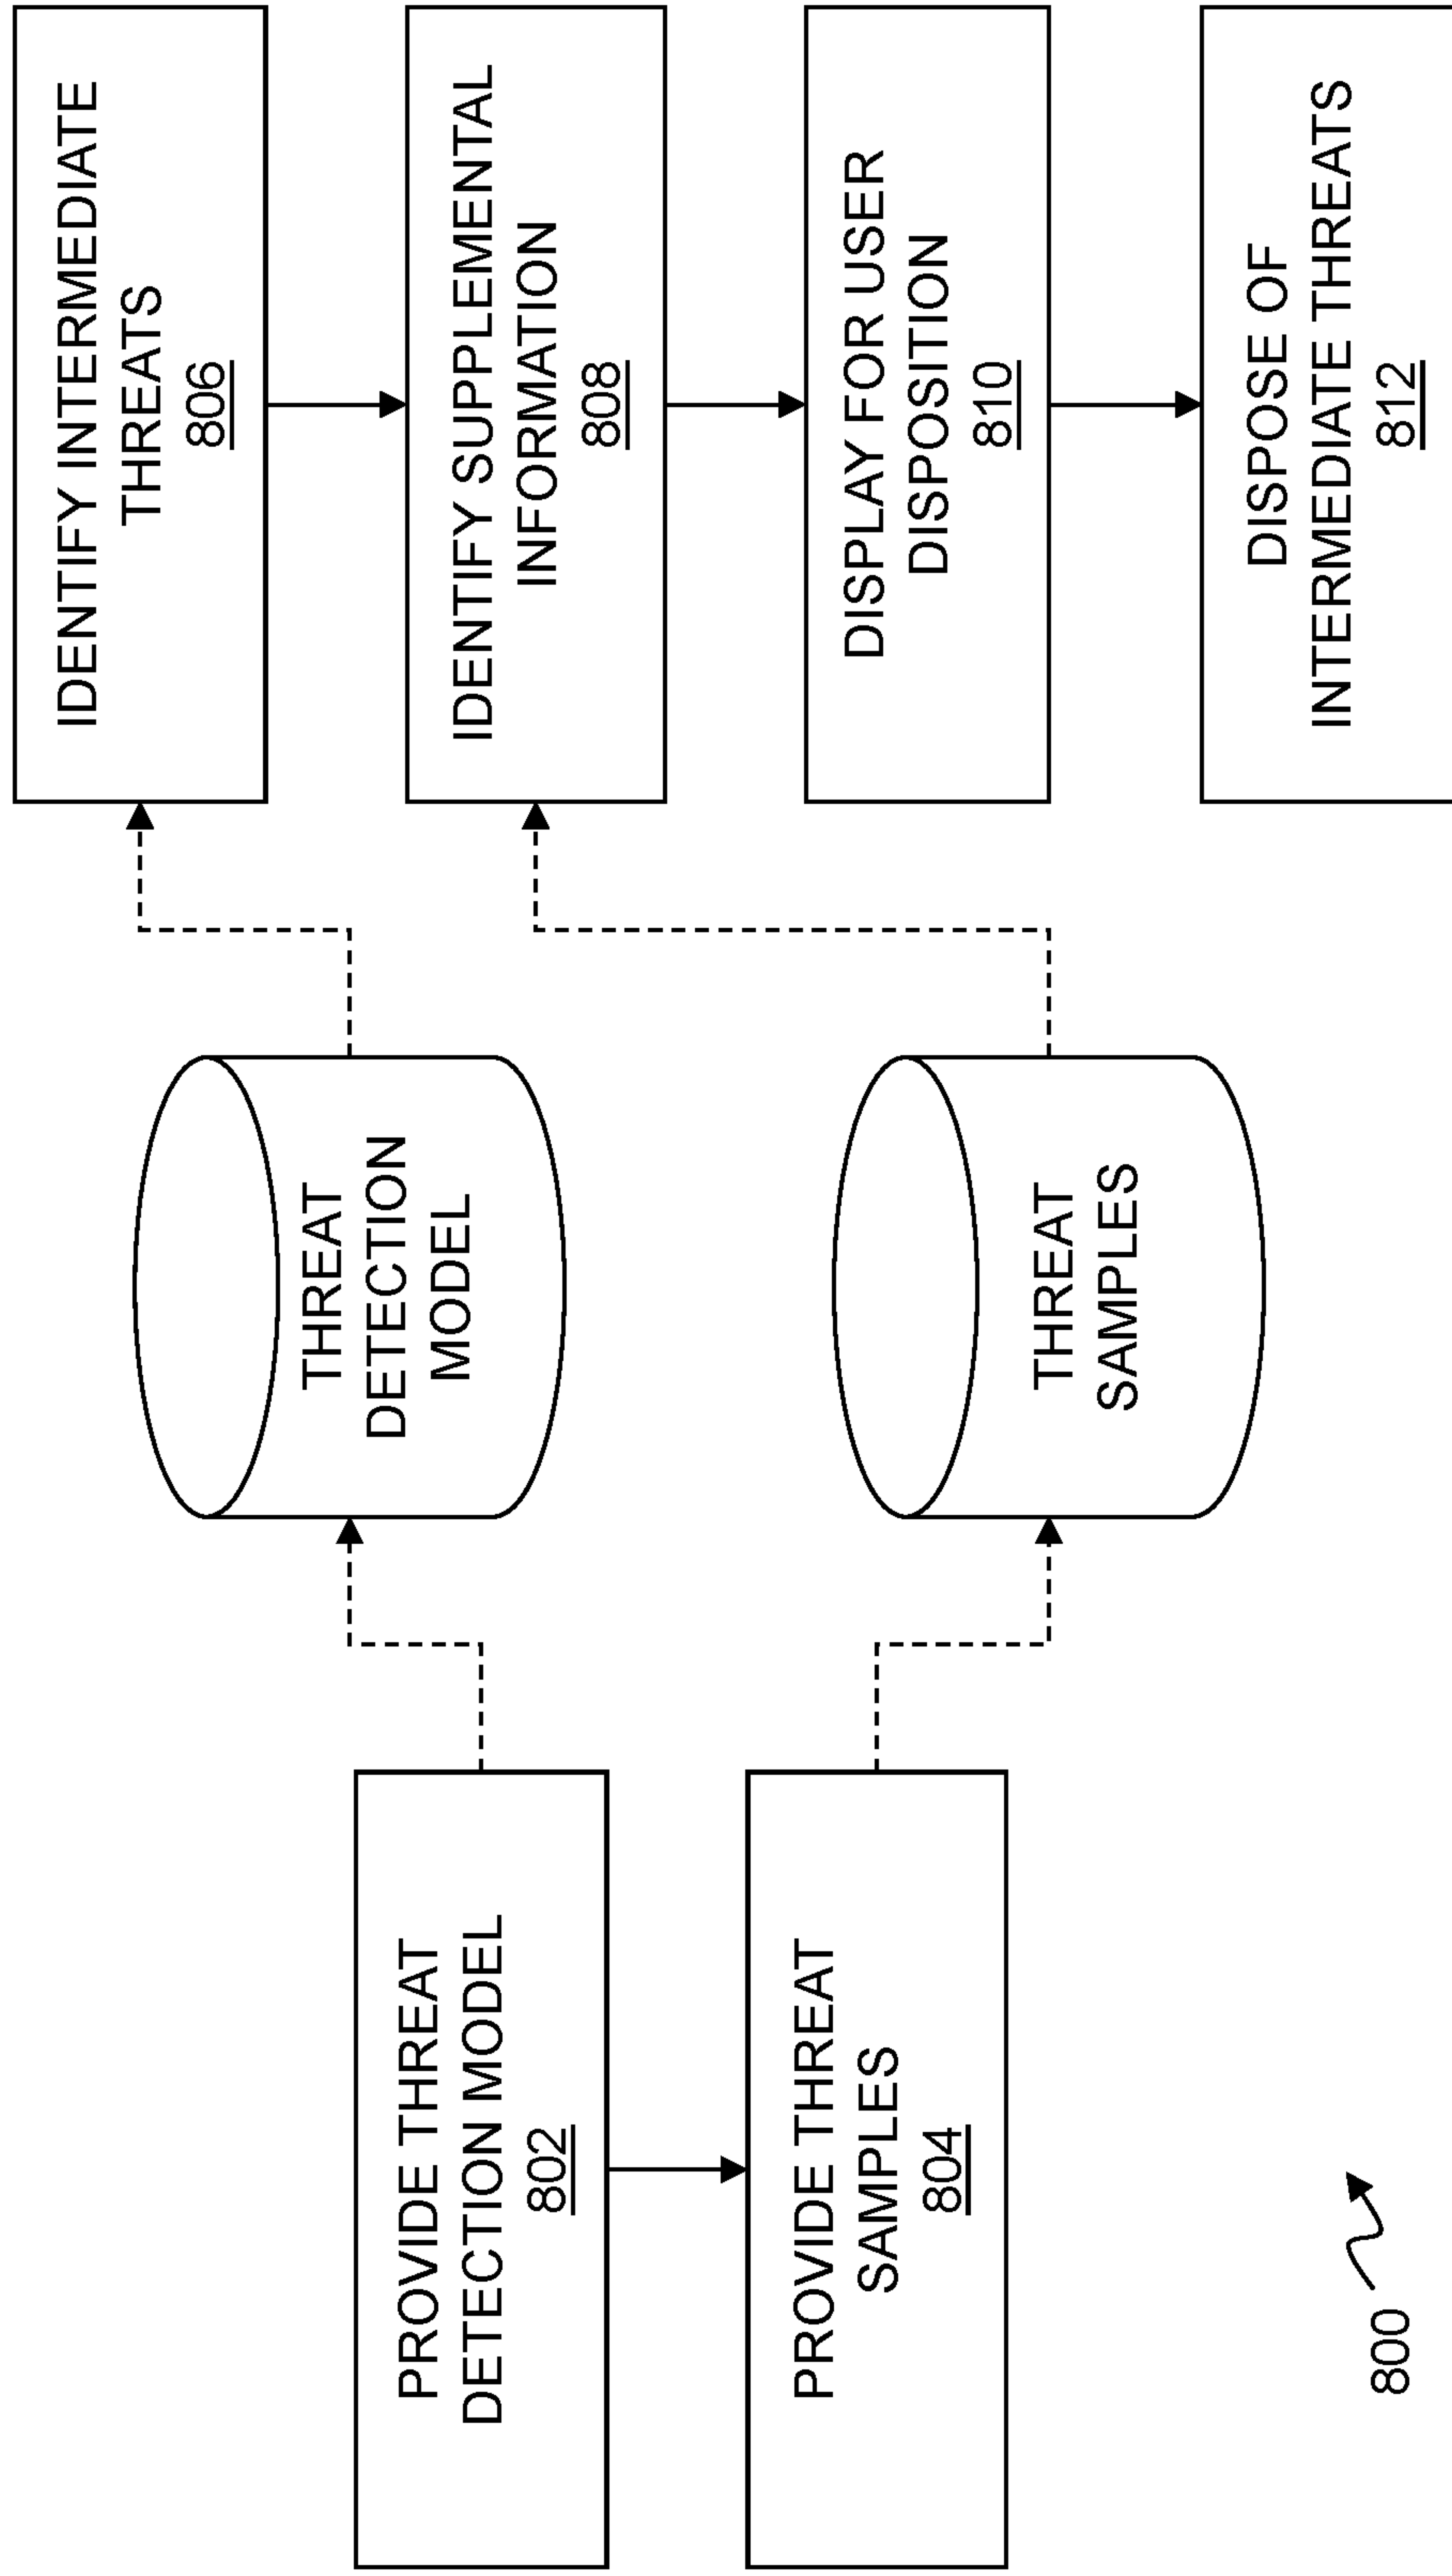 PROVIDE THREAT
DETECTION MODEL
802
PROVIDE THREAT
SAMPLES
804
THREAT
DETECTION
MODEL
THREAT
SAMPLES
IDENTIFY INTERMEDIATE
THREATS
806
IDENTIFY SUPPLEMENTAL
INFORMATION
808
DISPLAY FOR USER
DISPOSITION
810
DISPOSE OF
INTERMEDIATE THREATS
812
800